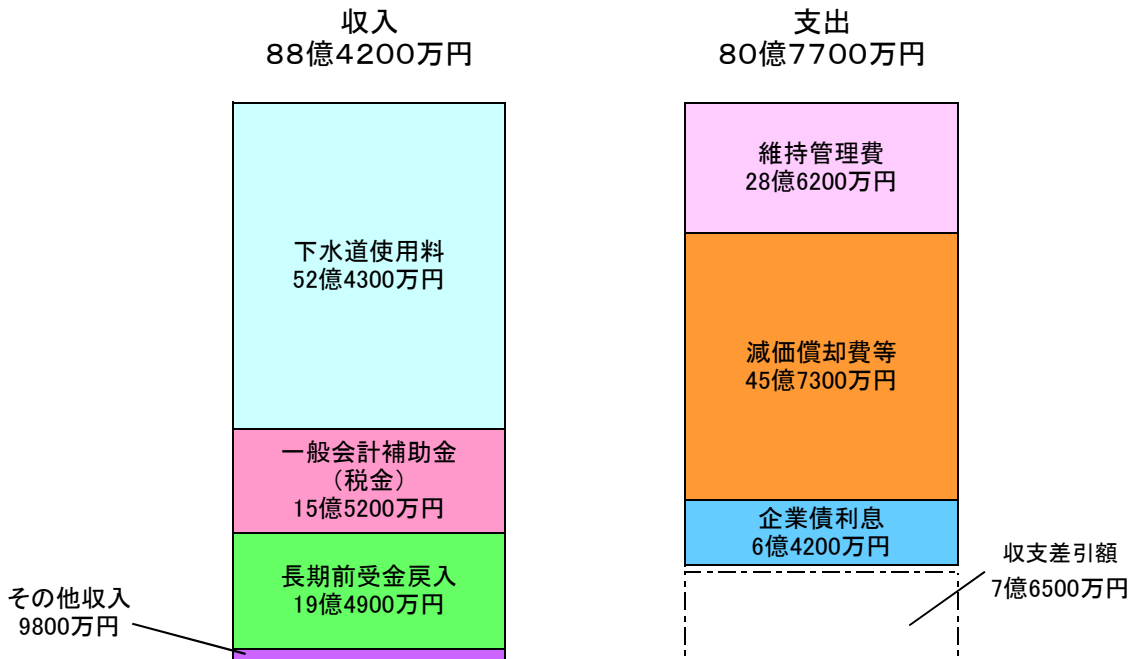 収入
88億4200万円
下水道使用料
52億4300万円
一般会計補助金
（税金）
15億5200万円
長期前受金戻入
19億4900万円
その他収入
9800万円
支出
80億7700万円
維持管理費
28億6200万円
減価償却費等
45億7300万円
企業債利息
6億4200万円
収支差引額
7億6500万円